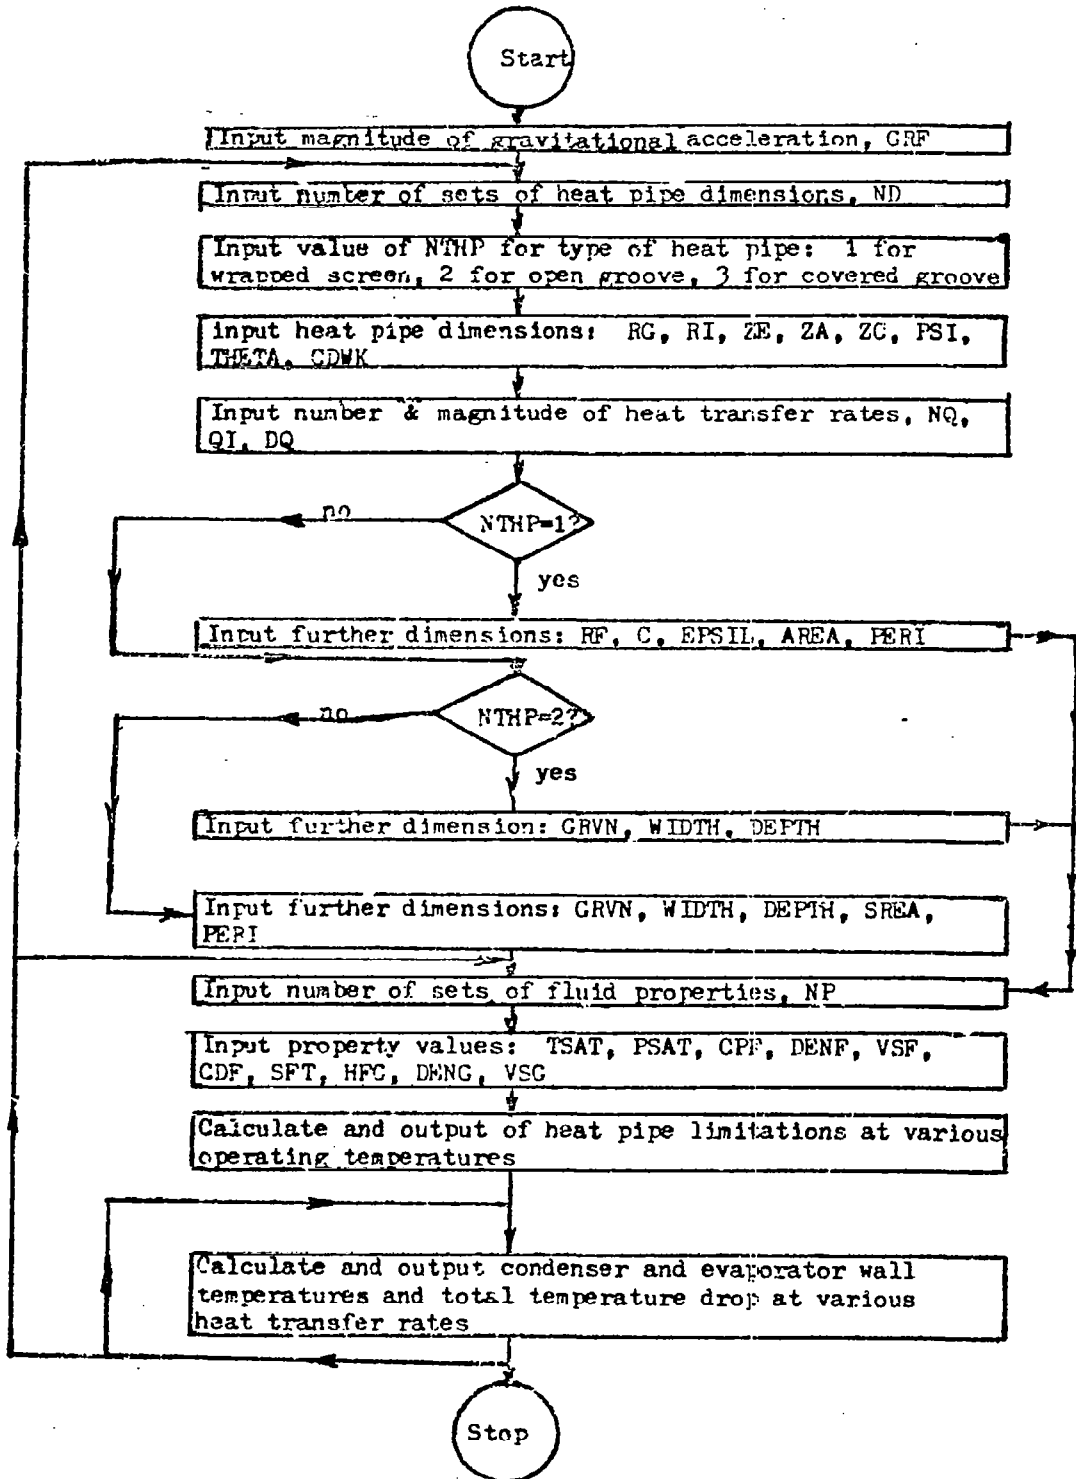 Start
Input magnitude of gravitational acceleration, GRF
Input number of sets of heat pipe dimensions, ND
Input value of NTHP for type of heat pipe: 1 for
wrapped screen, 2 for open groove, 3 for covered groove
input heat pipe dimensions: RG, RI, ZE, ZA, ZC, PSI,
THETA, CDWK
Input number & magnitude of heat transfer rates, NQ,
QI, DQ
NTHP=1?
no
yes
Input further dimensions: RF, C, EPSIL, AREA, PERI
NTHP=2?
no
yes
Input further dimension: GRVN, WIDTH, DEPTH
Input further dimensions: GRVN, WIDTH, DEPTH, SREA,
PERI
Input number of sets of fluid properties, NP
Input property values: TSAT, PSAT, CPF, DENF, VSF,
CDF, SFT, HFG, DENG, VSG
Calculate and output of heat pipe limitations at various
operating temperatures
Calculate and output condenser and evaporator wall
temperatures and total temperature drop at various
heat transfer rates
Stop